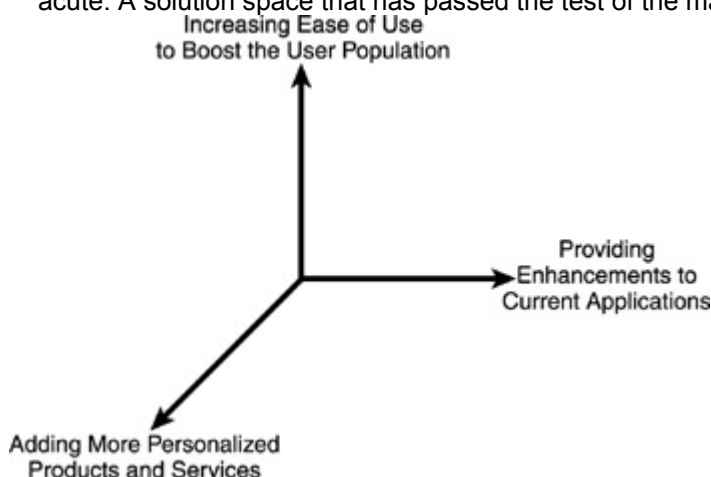 acute. A solution space that has passed the test of the
Increasing Ease of Use
to Boost the User Population
Providing
Enhancements to
Current Applications
Adding More Personalized
Products and Services